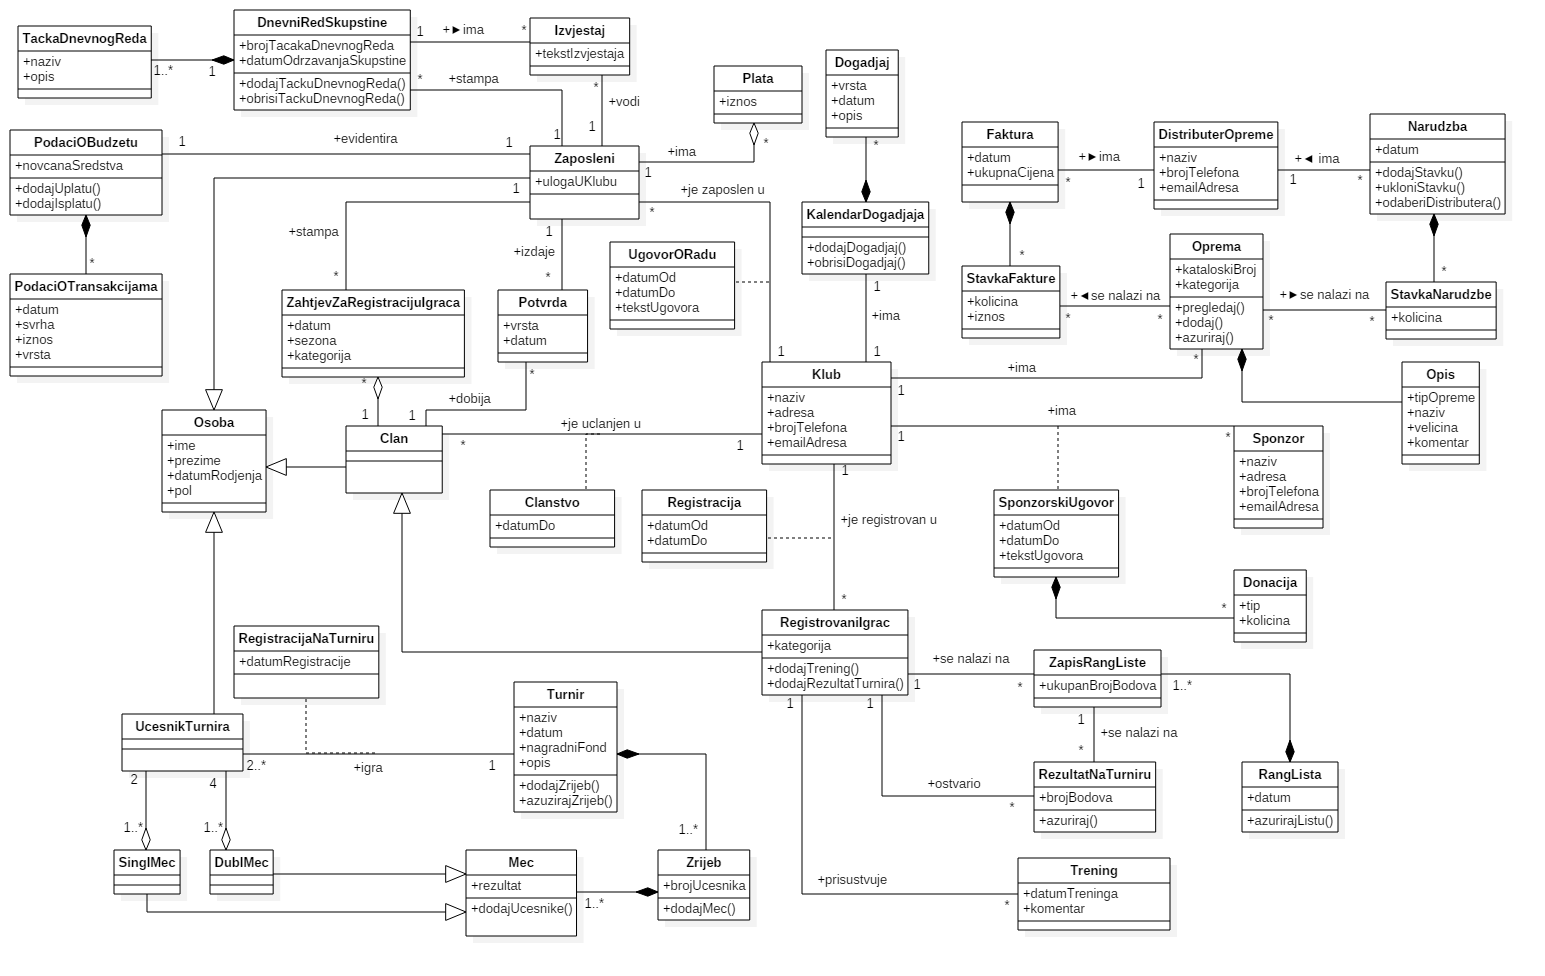 TackaDnevnogReda
+naziv
+opis
1..*
1
DnevniRedSkupstine
+brojTacakaDnevnogReda
+datumOdrzavanjaSkupstine
+dodajTackuDnevnogReda()
+obrisiTackuDnevnogReda()
1
+►ima
*
Izvjestaj
+tekstIzvjestaja
*
+stampa
1
*
+vodi
1
Plata
+iznos
*
+ima
1
Dogadjaj
+vrsta
+datum
+opis
*
Faktura
+datum
+ukupnaCijena
+►ima
*
1
DistributerOpreme
+naziv
+brojTelefona
+emailAdresa
+◄ ima
1
*
Narudzba
+datum
+dodajStavku()
+ukloniStavku()
+odaberiDistributera()
PodaciOBudzetu
+novcanaSredstva
+dodajUplatu()
+dodajIsplatu()
1
+evidentira
1
*
Zaposleni
+ulogaUKlubu
1
+je zaposlen u
*
1
KalendarDogadjaja
+dodajDogadjaj()
+obrisiDogadjaj()
1
+ima
1
PodaciOTransakcijama
+datum
+svrha
+iznos
+vrsta
+stampa
*
ZahtjevZaRegistracijuIgraca
+datum
+sezona
+kategorija
*
1
1
+izdaje
*
Potvrda
+vrsta
+datum
*
+dobija
1
UgovorORadu
+datumOd
+datumDo
+tekstUgovora
*
StavkaFakture
+kolicina
+iznos
+◄se nalazi na
*
*
Oprema
+kataloskiBroj
+kategorija
+pregledaj()
+dodaj()
+azuriraj()
+►se nalazi na
*
*
*
StavkaNarudzbe
+kolicina
*
+ima
1
Opis
+tipOpreme
+naziv
+velicina
+komentar
Klub
+naziv
+adresa
+brojTelefona
+emailAdresa
Osoba
+ime
+prezime
+datumRodjenja
+pol
Clan
+je uclanjen u
*
1
1
+ima
*
Sponzor
+naziv
+adresa
+brojTelefona
+emailAdresa
Clanstvo
+datumDo
Registracija
+datumOd
+datumDo
1
+je registrovan u
*
SponzorskiUgovor
+datumOd
+datumDo
+tekstUgovora
*
Donacija
+tip
+kolicina
RegistrovaniIgrac
+kategorija
+dodajTrening()
+dodajRezultatTurnira()
+se nalazi na
1
*
ZapisRangListe
+ukupanBrojBodova
1..*
1
+se nalazi na
*
RegistracijaNaTurniru
+datumRegistracije
UcesnikTurnira
2..*
+igra
1
Turnir
+naziv
+datum
+nagradniFond
+opis
+dodajZrijeb()
+azuzirajZrijeb()
1
1
+ostvario
*
RezultatNaTurniru
+brojBodova
+azuriraj()
RangLista
+datum
+azurirajListu()
2
4
1..*
1..*
SinglMec
DublMec
Mec
+rezultat
+dodajUcesnike()
1..*
1..*
Zrijeb
+brojUcesnika
+dodajMec()
+prisustvuje
*
Trening
+datumTreninga
+komentar